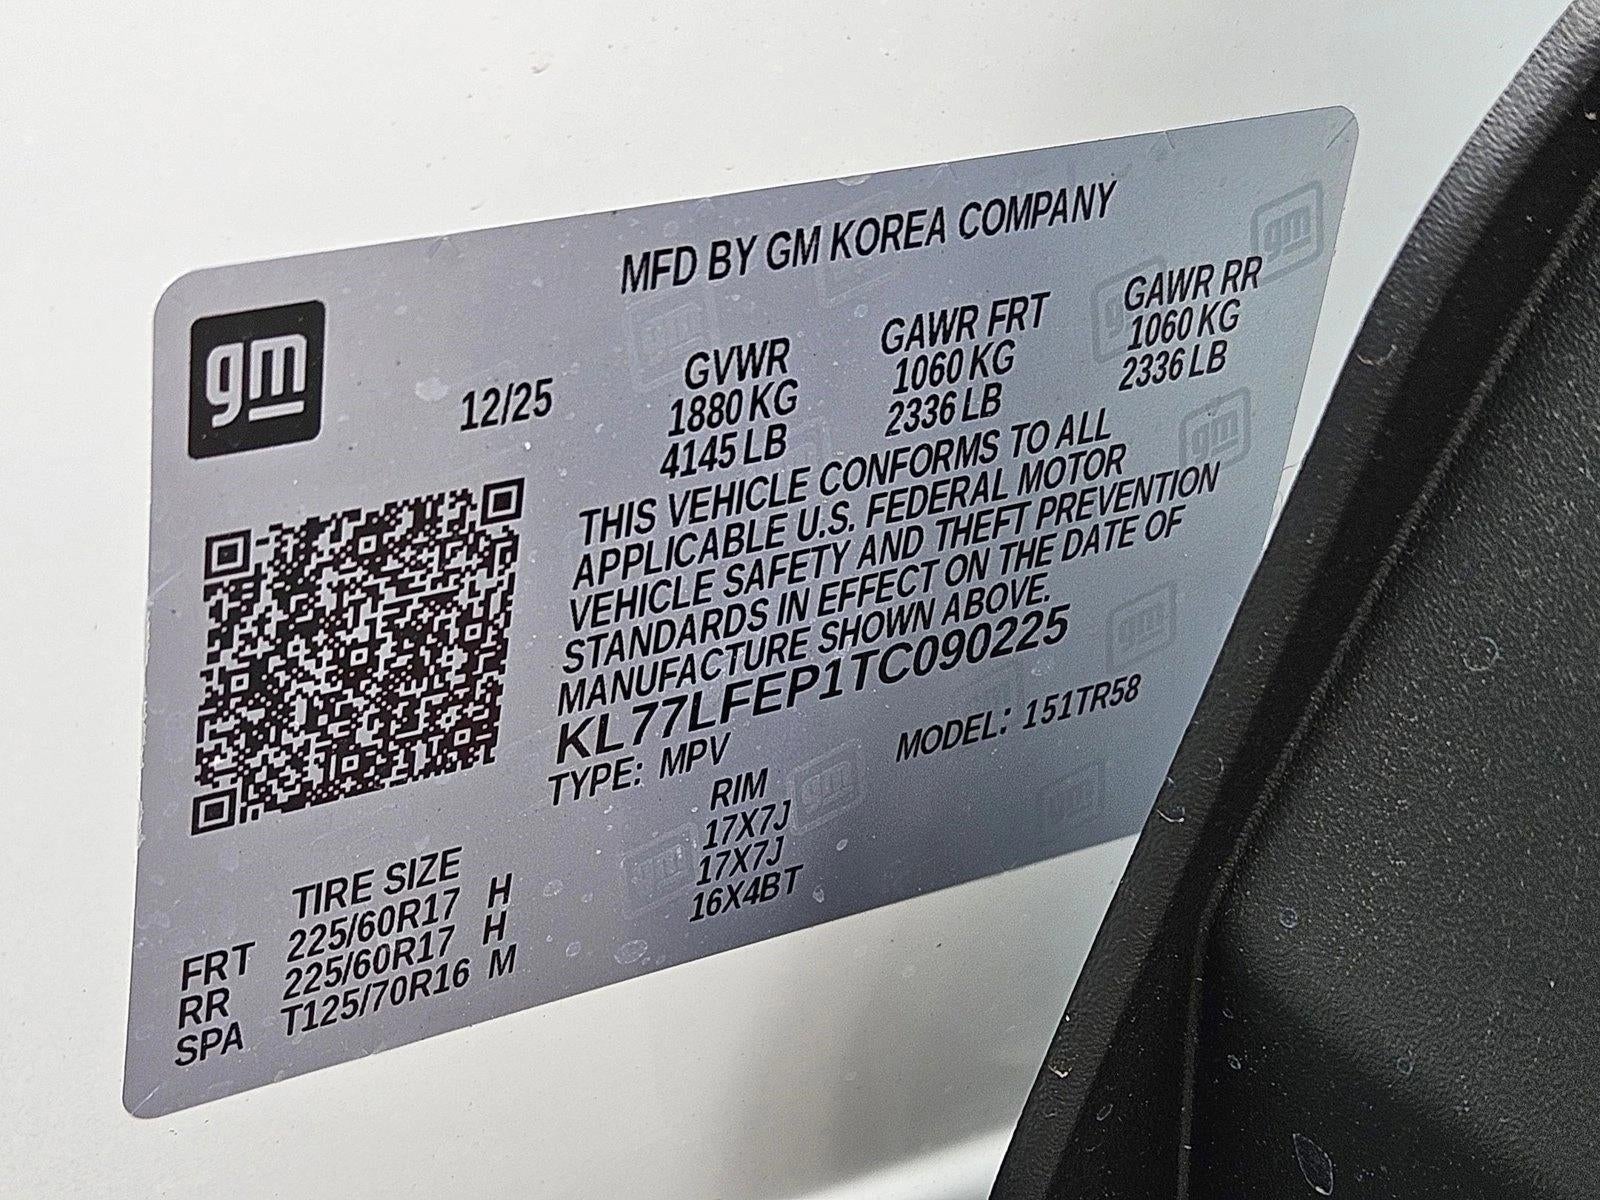 MFD BY GM KOREA COMPANY
gm
12/25
GVWR GAWR FRT GAWR RR
1880 KG 1060 KG 1060 KG
4145 LB 2336 LB 2336 LB
THIS VEHICLE CONFORMS TO ALL
APPLICABLE U.S. FEDERAL MOTOR
VEHICLE SAFETY AND THEFT PREVENTION
STANDARDS IN EFFECT ON THE DATE OF
MANUFACTURE SHOWN ABOVE.
KL77LFEP1TC090225
TYPE: MPV MODEL: 151TR58
TIRE SIZE RIM
FRT 225/60R17 H 17X7J
RR 225/60R17 H 17X7J
SPA T125/70R16 M 16X4BT